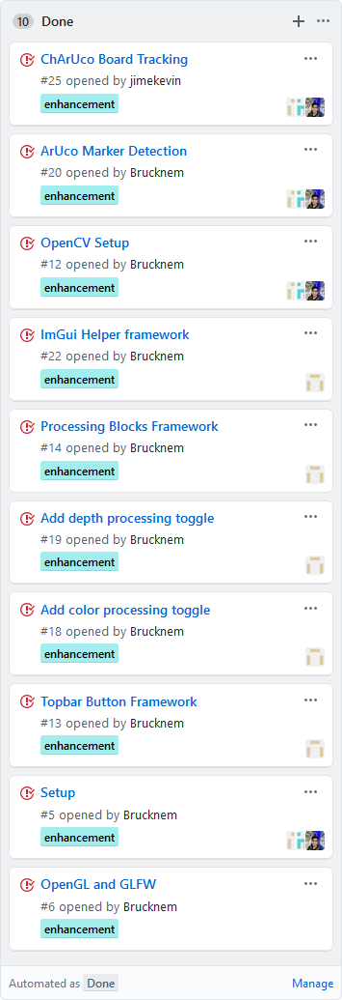 10 Done
ChArUco Board Tracking
#25 opened by jimekevin
enhancement
ArUco Marker Detection
#20 opened by Brucknem
enhancement
OpenCV Setup
#12 opened by Brucknem
enhancement
ImGui Helper framework
#22 opened by Brucknem
enhancement
Processing Blocks Framework
#14 opened by Brucknem
enhancement
Add depth processing toggle
#19 opened by Brucknem
enhancement
Add color processing toggle
#18 opened by Brucknem
enhancement
Topbar Button Framework
#13 opened by Brucknem
enhancement
Setup
#5 opened by Brucknem
enhancement
OpenGL and GLFW
#6 opened by Brucknem
enhancement
Automated as Done Manage